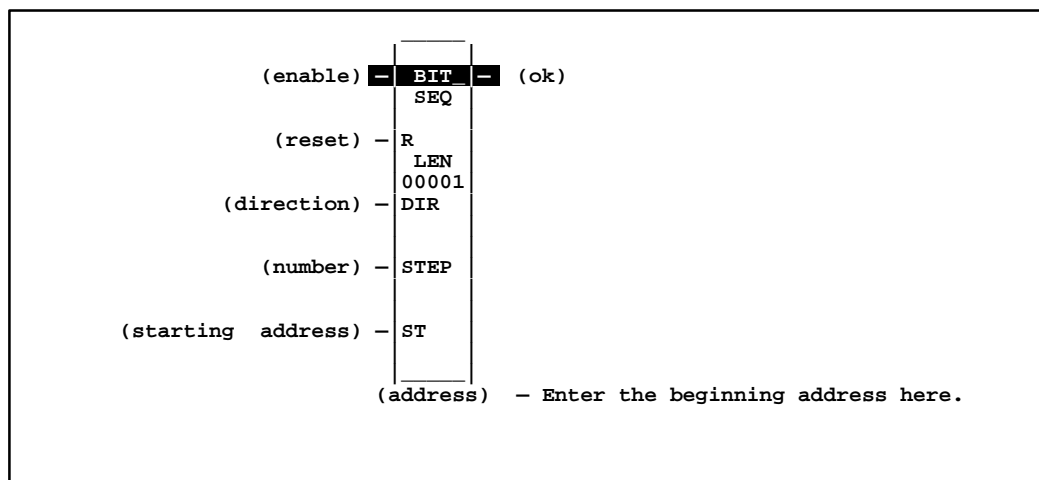 (enable) – BIT_ – (ok)
SEQ
(reset) – R
LEN
00001
(direction) – DIR
(number) – STEP
(starting address) – ST
(address) – Enter the beginning address here.